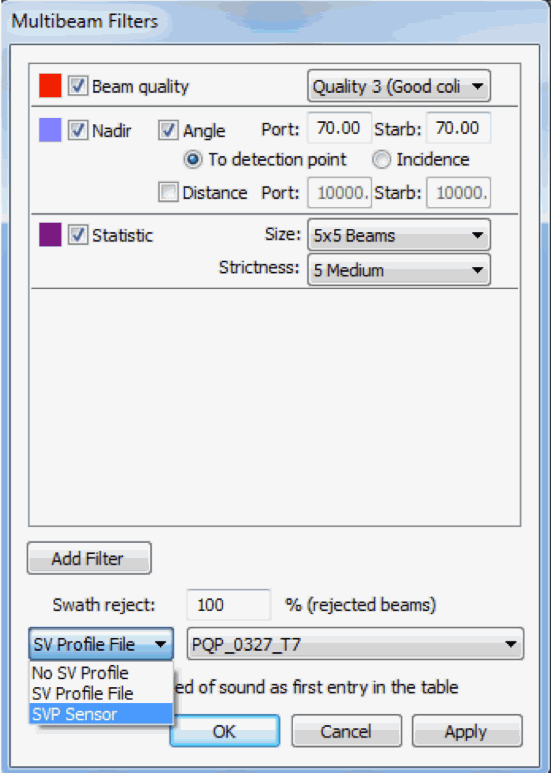 Multibeam Filters
Beam quality Quality 3 (Good coli
Nadir Angle Port: 70.00 Starb: 70.00
To detection point Incidence
Distance Port: 10000. Starb: 10000.
Statistic Size: 5x5 Beams
Strictness: 5 Medium
Add Filter
Swath reject: 100 % (rejected beams)
SV Profile File PQP_0327_T7
No SV Profile
SV Profile File
ed of sound as first entry in the table
SVP Sensor
OK Cancel Apply